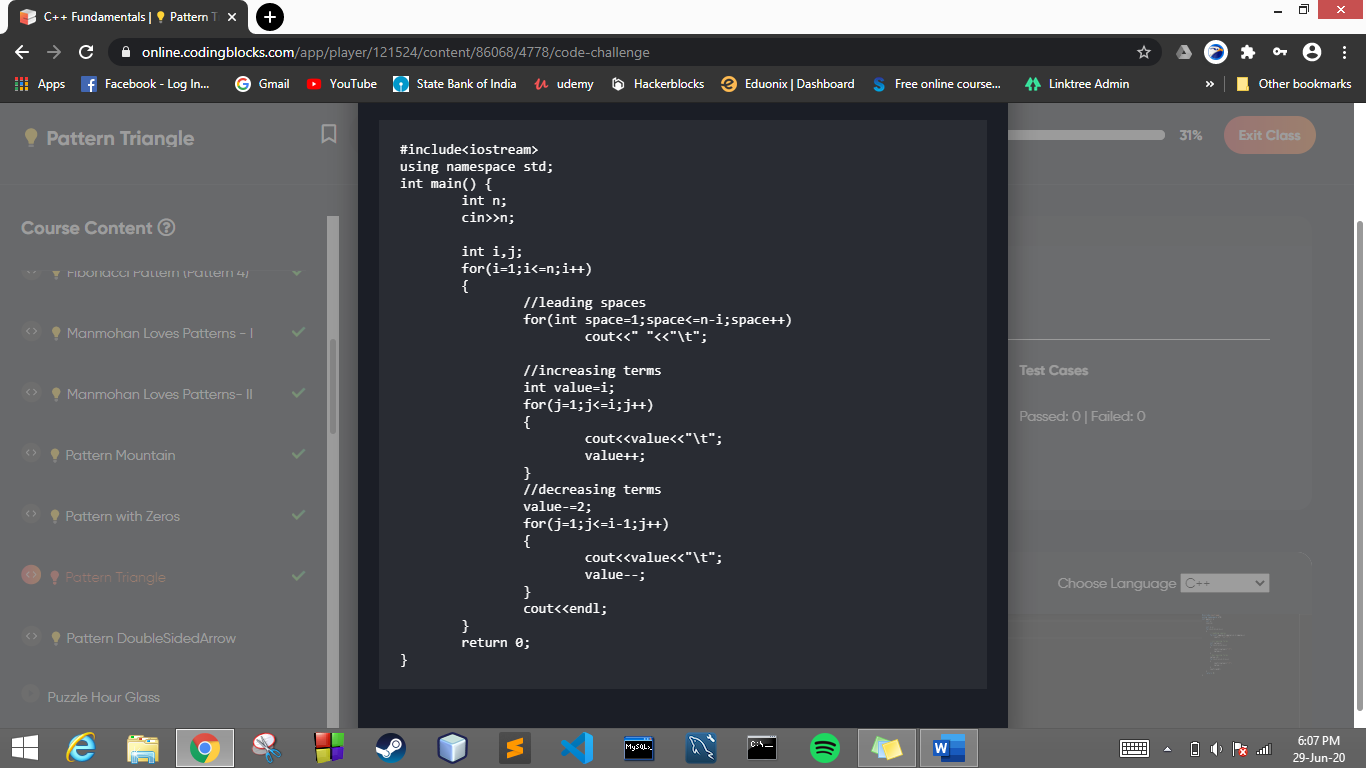 C++ Fundamentals | Pattern T
online.codingblocks.com/app/player/121524/content/86068/4778/code-challenge
Apps
Facebook - Log In...
Gmail
YouTube
State Bank of India
udemy
Hackerblocks
Eduonix | Dashboard
Free online course...
Linktree Admin
»
Other bookmarks
Pattern Triangle
31%
Exit Class
Course Content
Fibonacci Pattern (Pattern 4)
Manmohan Loves Patterns - I
Manmohan Loves Patterns- II
Pattern Mountain
Pattern with Zeros
Pattern Triangle
Pattern DoubleSidedArrow
Puzzle Hour Glass
#include<iostream>
using namespace std;
int main() {
int n;
cin>>n;
int i,j;
for(i=1;i<=n;i++)
{
//leading spaces
for(int space=1;space<=n-i;space++)
cout<<" "<<"\t";
//increasing terms
int value=i;
for(j=1;j<=i;j++)
{
cout<<value<<"\t";
value++;
}
//decreasing terms
value-=2;
for(j=1;j<=i-1;j++)
{
cout<<value<<"\t";
value--;
}
cout<<endl;
}
return 0;
}
Test Cases
Passed: 0 | Failed: 0
Choose Language C++
6:07 PM
29-Jun-20